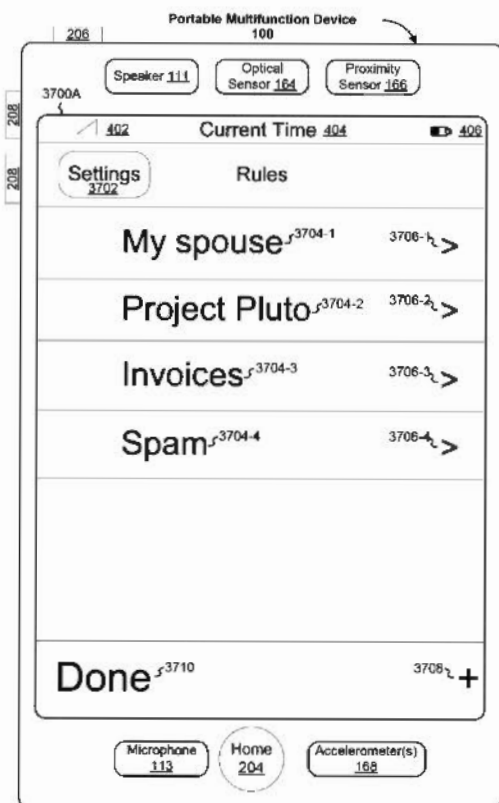 Portable Multifunction Device
100
206
Speaker 111
Optical
Sensor 164
Proximity
Sensor 166
3700A
208
208
402
Current Time 404
406
Settings
3702
Rules
My spouse 3704-1
3706-1 >
Project Pluto 3704-2
3706-2 >
Invoices 3704-3
3706-3 >
Spam 3704-4
3706-4 >
Done 3710
3708 +
Microphone
113
Home
204
Accelerometer(s)
168